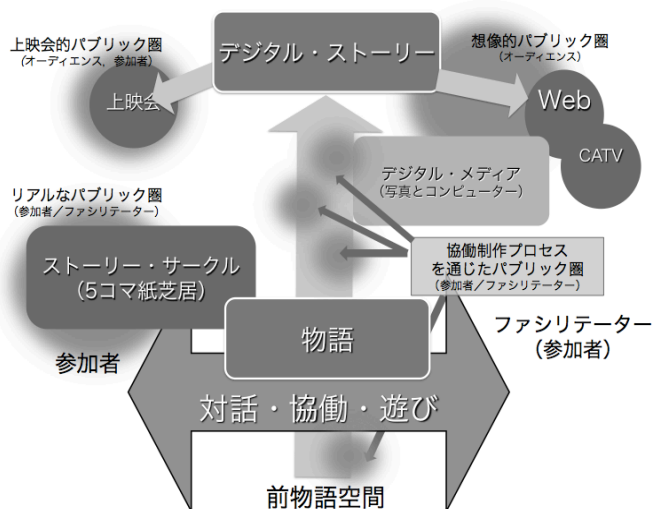 上映会的パブリック圏
(オーディエンス, 参加者)
デジタル・ストーリー
想像的パブリック圏
(オーディエンス)
上映会
Web
CATV
デジタル・メディア
(写真とコンピューター)
リアルなパブリック圏
(参加者/ファシリテーター)
ストーリー・サークル
(5コマ紙芝居)
協働制作プロセス
を通じたパブリック圏
(参加者/ファシリテーター)
物語
ファシリテーター
(参加者)
参加者
対話・協働・遊び
前物語空間